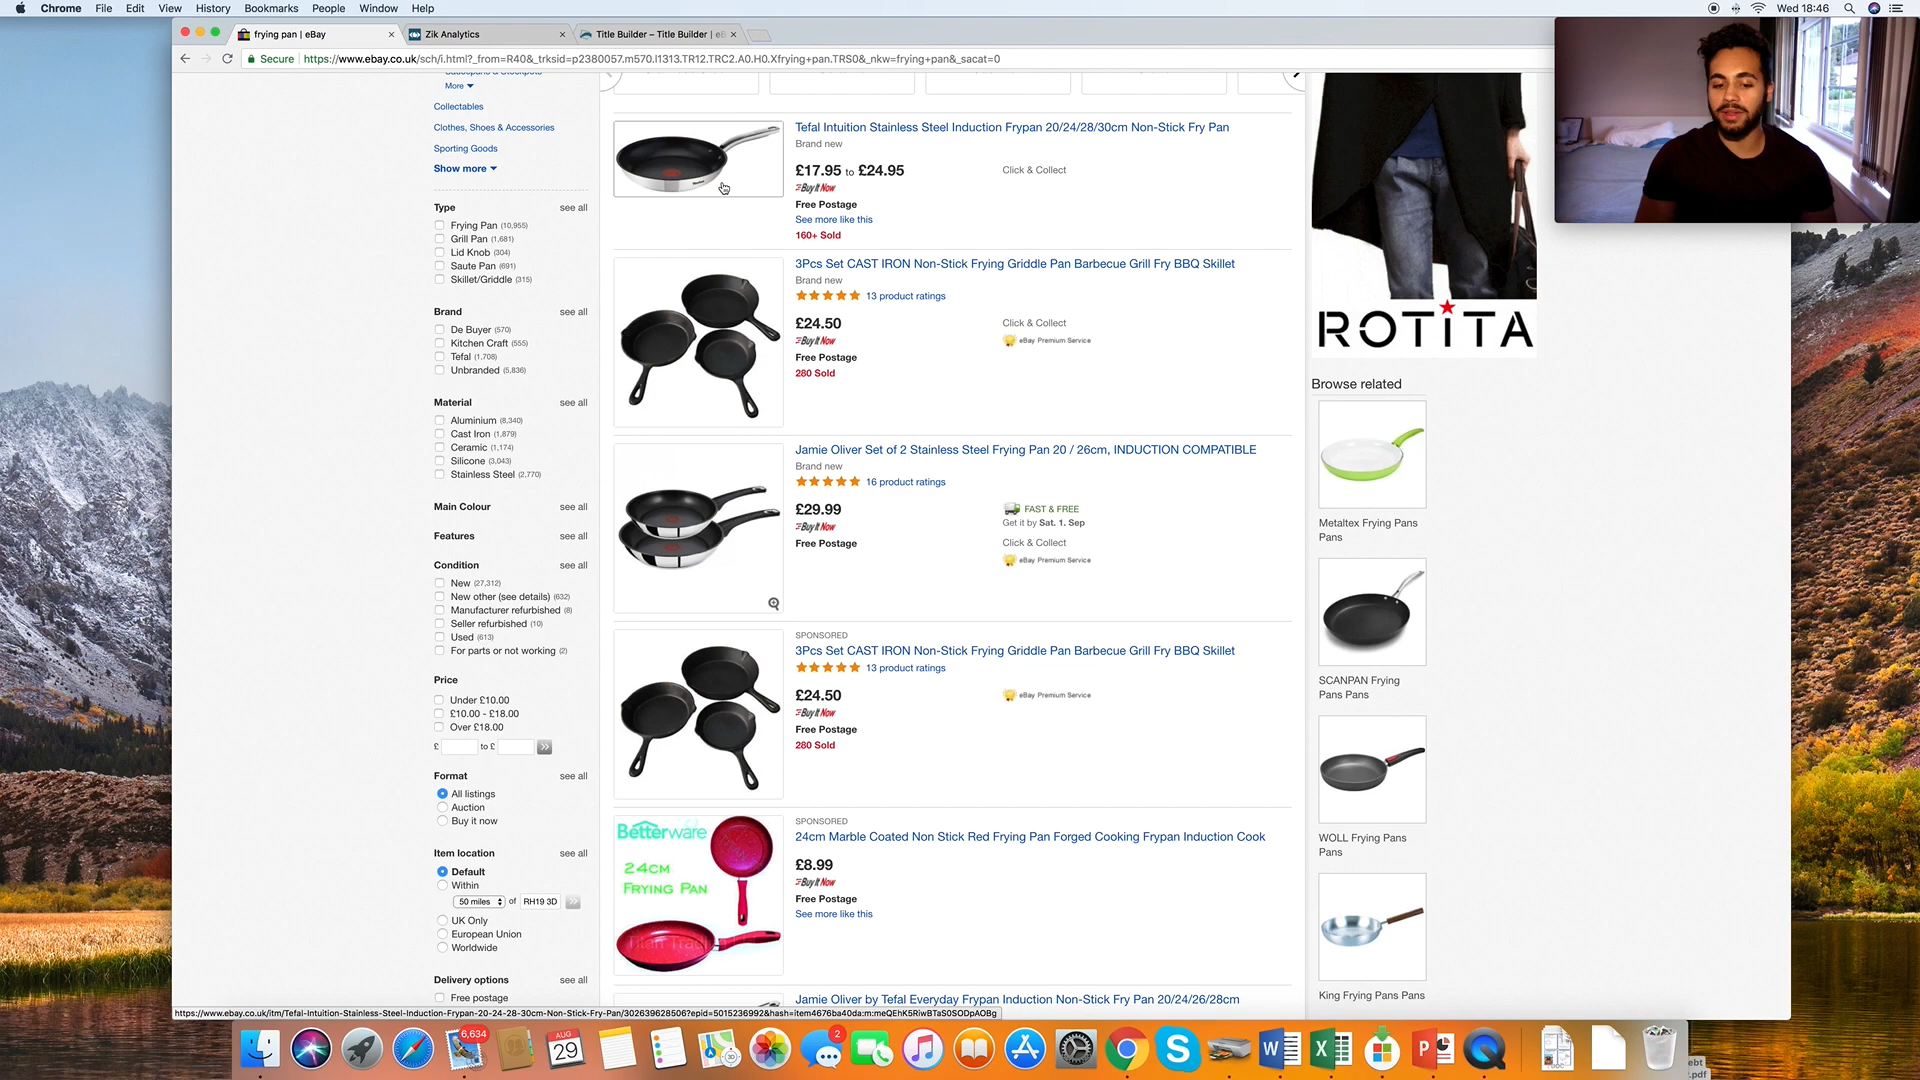 Chrome File Edit View History Bookmarks People Window Help
Wed 18:46
frying pan | eBay
Zik Analytics
Title Builder – Title Builder | eB
Secure https://www.ebay.co.uk/sch/i.html?_from=R40&_trksid=p2380057.m570.l1313.TR12.TRC2.A0.H0.Xfrying+pan.TRS0&_nkw=frying+pan&_sacat=0
Saucepans & Stockpots
More
Collectables
Clothes, Shoes & Accessories
Sporting Goods
Show more
Type see all
Frying Pan (10,955)
Grill Pan (1,681)
Lid Knob (304)
Saute Pan (691)
Skillet/Griddle (315)
Brand see all
De Buyer (570)
Kitchen Craft (555)
Tefal (1,708)
Unbranded (5,836)
Material see all
Aluminium (8,340)
Cast Iron (1,879)
Ceramic (1,174)
Silicone (3,043)
Stainless Steel (2,770)
Main Colour see all
Features see all
Condition see all
New (27,312)
New other (see details) (632)
Manufacturer refurbished (8)
Seller refurbished (10)
Used (613)
For parts or not working (2)
Price
Under £10.00
£10.00 - £18.00
Over £18.00
£ to £
Format see all
All listings
Auction
Buy it now
Item location see all
Default
Within
50 miles of RH19 3D
UK Only
European Union
Worldwide
Delivery options see all
Free postage
Tefal Intuition Stainless Steel Induction Frypan 20/24/28/30cm Non-Stick Fry Pan
Brand new
£17.95 to £24.95 Click & Collect
Buy It Now
Free Postage
See more like this
160+ Sold
3Pcs Set CAST IRON Non-Stick Frying Griddle Pan Barbecue Grill Fry BBQ Skillet
Brand new
13 product ratings
£24.50 Click & Collect
Buy It Now eBay Premium Service
Free Postage
280 Sold
Jamie Oliver Set of 2 Stainless Steel Frying Pan 20 / 26cm, INDUCTION COMPATIBLE
Brand new
16 product ratings
£29.99 FAST & FREE
Buy It Now Get it by Sat. 1. Sep
Free Postage Click & Collect
eBay Premium Service
SPONSORED
3Pcs Set CAST IRON Non-Stick Frying Griddle Pan Barbecue Grill Fry BBQ Skillet
13 product ratings
£24.50 eBay Premium Service
Buy It Now
Free Postage
280 Sold
Betterware
24CM
FRYING PAN
SPONSORED
24cm Marble Coated Non Stick Red Frying Pan Forged Cooking Frypan Induction Cook
£8.99
Buy It Now
Free Postage
See more like this
Jamie Oliver by Tefal Everyday Frypan Induction Non-Stick Fry Pan 20/24/26/28cm
ROTITA
Browse related
Metaltex Frying Pans
Pans
SCANPAN Frying
Pans Pans
WOLL Frying Pans
Pans
King Frying Pans Pans
https://www.ebay.co.uk/itm/Tefal-Intuition-Stainless-Steel-Induction-Frypan-20-24-28-30cm-Non-Stick-Fry-Pan/302639628506?epid=5015236992&hash=item4676ba40da:m:meQEhK5RiwBTaS0SODpAOBg
6,634
AUG
29
2
.pdf